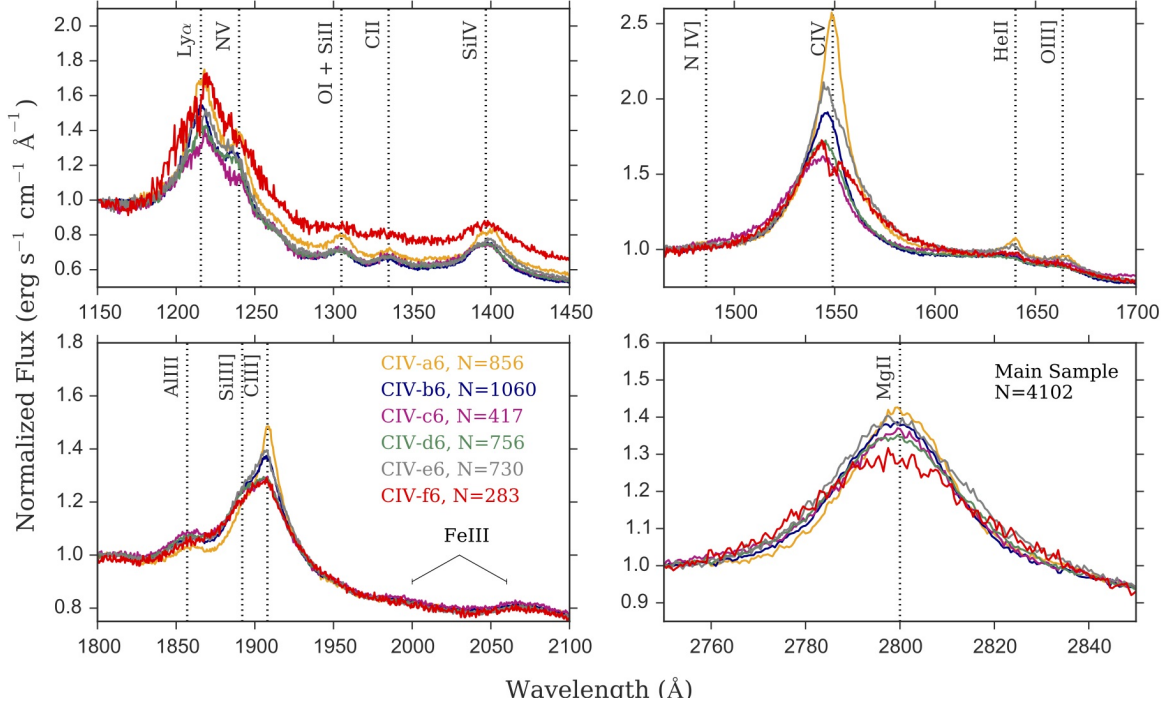 Normalized Flux (erg s⁻¹ cm⁻¹ Å⁻¹)
2.0
1.8
1.6
1.4
1.2
1.0
0.8
0.6
Lyα
NV
OI + SiII
CII
SiIV
1150 1200 1250 1300 1350 1400 1450
2.5
2.0
1.5
1.0
N IV]
CIV
HeII
OIII]
1500 1550 1600 1650 1700
1.8
1.6
1.4
1.2
1.0
0.8
AlIII
SiIII]
CIII]
CIV-a6, N=856
CIV-b6, N=1060
CIV-c6, N=417
CIV-d6, N=756
CIV-e6, N=730
CIV-f6, N=283
FeIII
1800 1850 1900 1950 2000 2050 2100
1.6
1.5
1.4
1.3
1.2
1.1
1.0
0.9
MgII
Main Sample
N=4102
2760 2780 2800 2820 2840
Wavelength (Å)